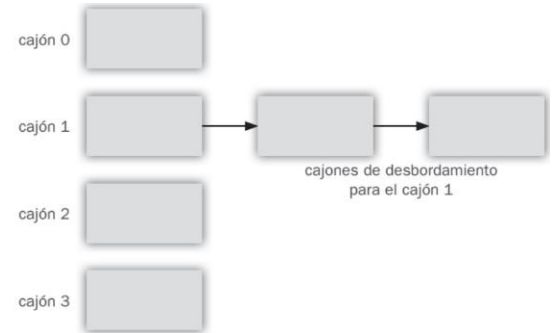 cajón 0
cajón 1
cajones de desbordamiento
para el cajón 1
cajón 2
cajón 3